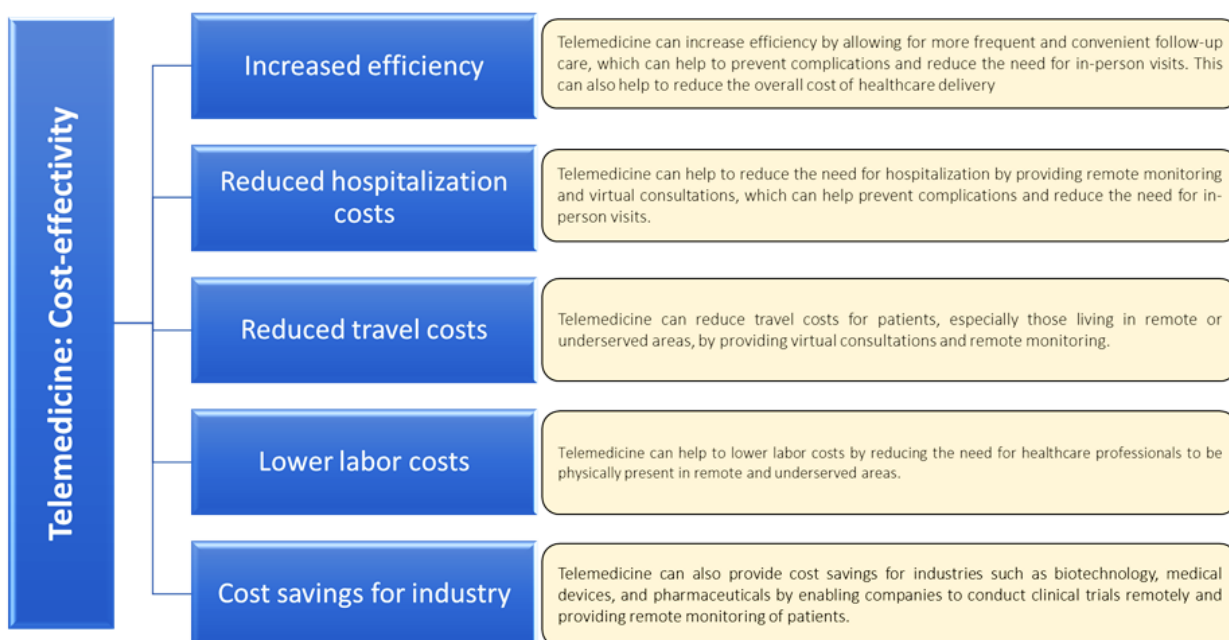 Telemedicine: Cost-effectivity
Increased efficiency
Telemedicine can increase efficiency by allowing for more frequent and convenient follow-up
care, which can help to prevent complications and reduce the need for in-person visits. This
can also help to reduce the overall cost of healthcare delivery
Reduced hospitalization
costs
Telemedicine can help to reduce the need for hospitalization by providing remote monitoring
and virtual consultations, which can help prevent complications and reduce the need for in-
person visits.
Reduced travel costs
Telemedicine can reduce travel costs for patients, especially those living in remote or
underserved areas, by providing virtual consultations and remote monitoring.
Lower labor costs
Telemedicine can help to lower labor costs by reducing the need for healthcare professionals to be
physically present in remote and underserved areas.
Cost savings for industry
Telemedicine can also provide cost savings for industries such as biotechnology, medical
devices, and pharmaceuticals by enabling companies to conduct clinical trials remotely and
providing remote monitoring of patients.